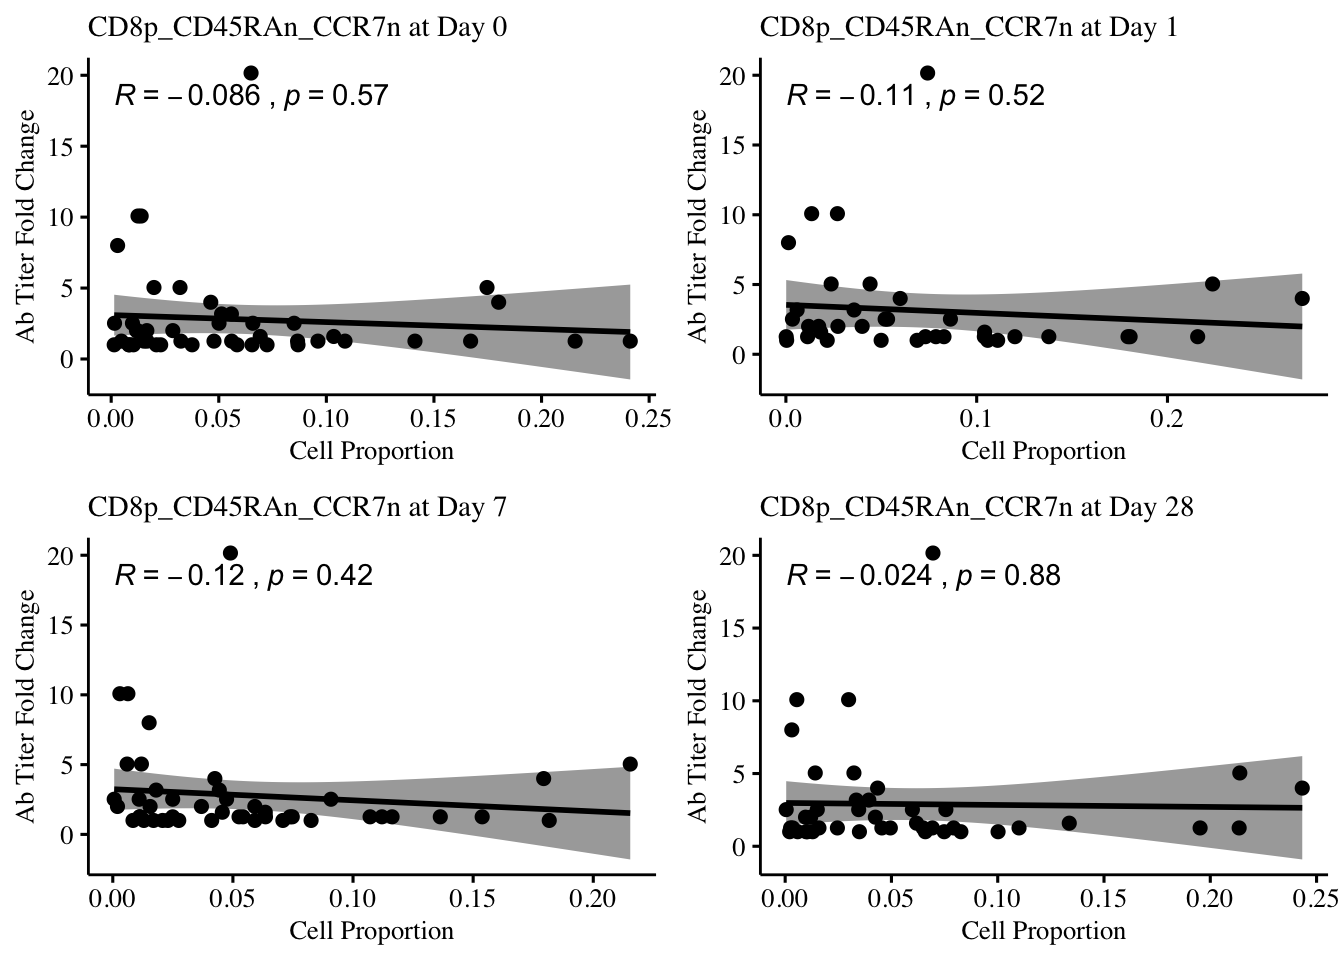 CD8p_CD45RAn_CCR7n at Day 0
R = −0.086 , p = 0.57
Ab Titer Fold Change
20
15
10
5
0
0.00 0.05 0.10 0.15 0.20 0.25
Cell Proportion
CD8p_CD45RAn_CCR7n at Day 1
R = −0.11 , p = 0.52
Ab Titer Fold Change
20
15
10
5
0
0.0 0.1 0.2
Cell Proportion
CD8p_CD45RAn_CCR7n at Day 7
R = −0.12 , p = 0.42
Ab Titer Fold Change
20
15
10
5
0
0.00 0.05 0.10 0.15 0.20
Cell Proportion
CD8p_CD45RAn_CCR7n at Day 28
R = −0.024 , p = 0.88
Ab Titer Fold Change
20
15
10
5
0
0.00 0.05 0.10 0.15 0.20 0.25
Cell Proportion